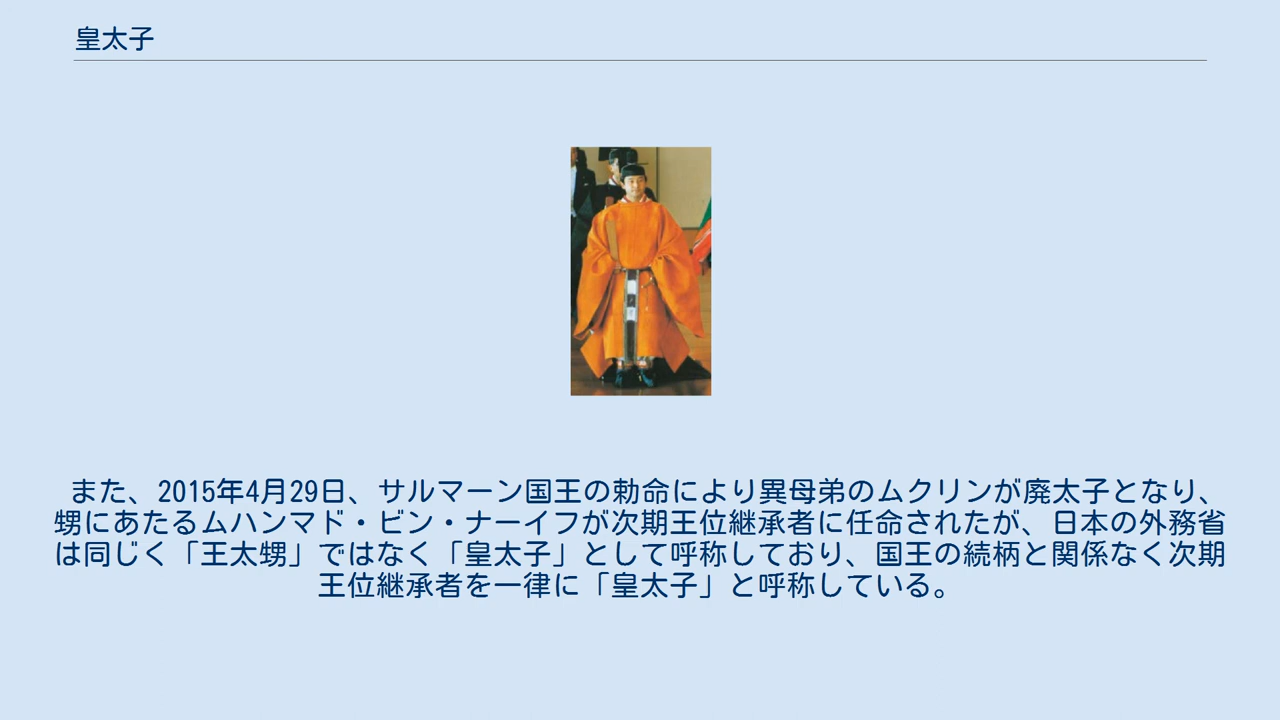 皇太子
また、2015年4月29日、サルマーン国王の勅命により異母弟のムクリンが廃太子となり、
甥にあたるムハンマド・ビン・ナーイフが次期王位継承者に任命されたが、日本の外務省
は同じく「王太甥」ではなく「皇太子」として呼称しており、国王の続柄と関係なく次期
王位継承者を一律に「皇太子」と呼称している。